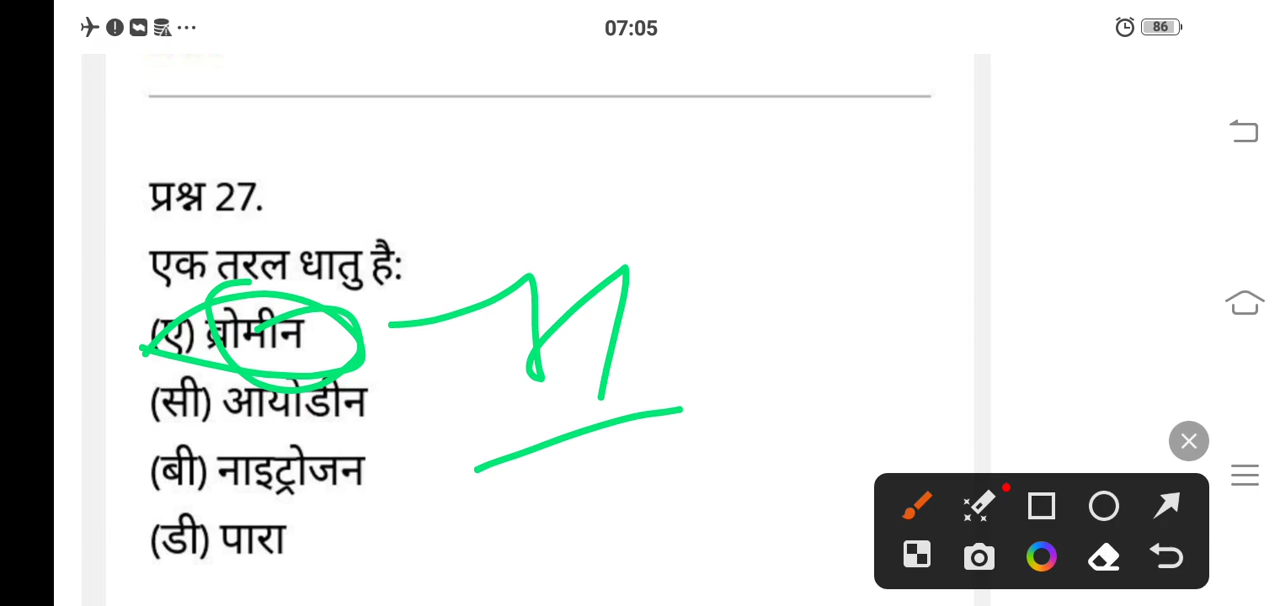 07:05
86
प्रश्न 27.
एक तरल धातु है:
(ए) ब्रोमीन
(सी) आयोडीन
(बी) नाइट्रोजन
(डी) पारा